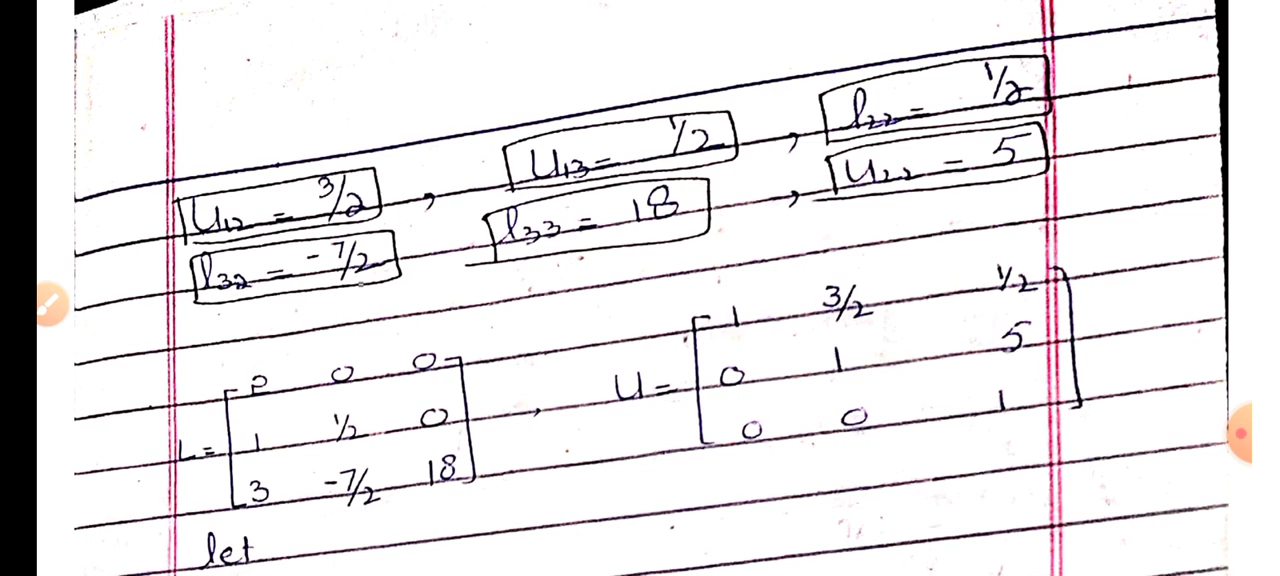 u₁₂ = 3/2 , u₁₃ = 1/2 , l₂₂ = 1/2
l₃₂ = -7/2 l₃₃ = 18 , u₂₂ = 5
L = [2 0 0 , U = [1 3/2 1/2
1 1/2 0 0 1 5
3 -7/2 18] 0 0 1]
let